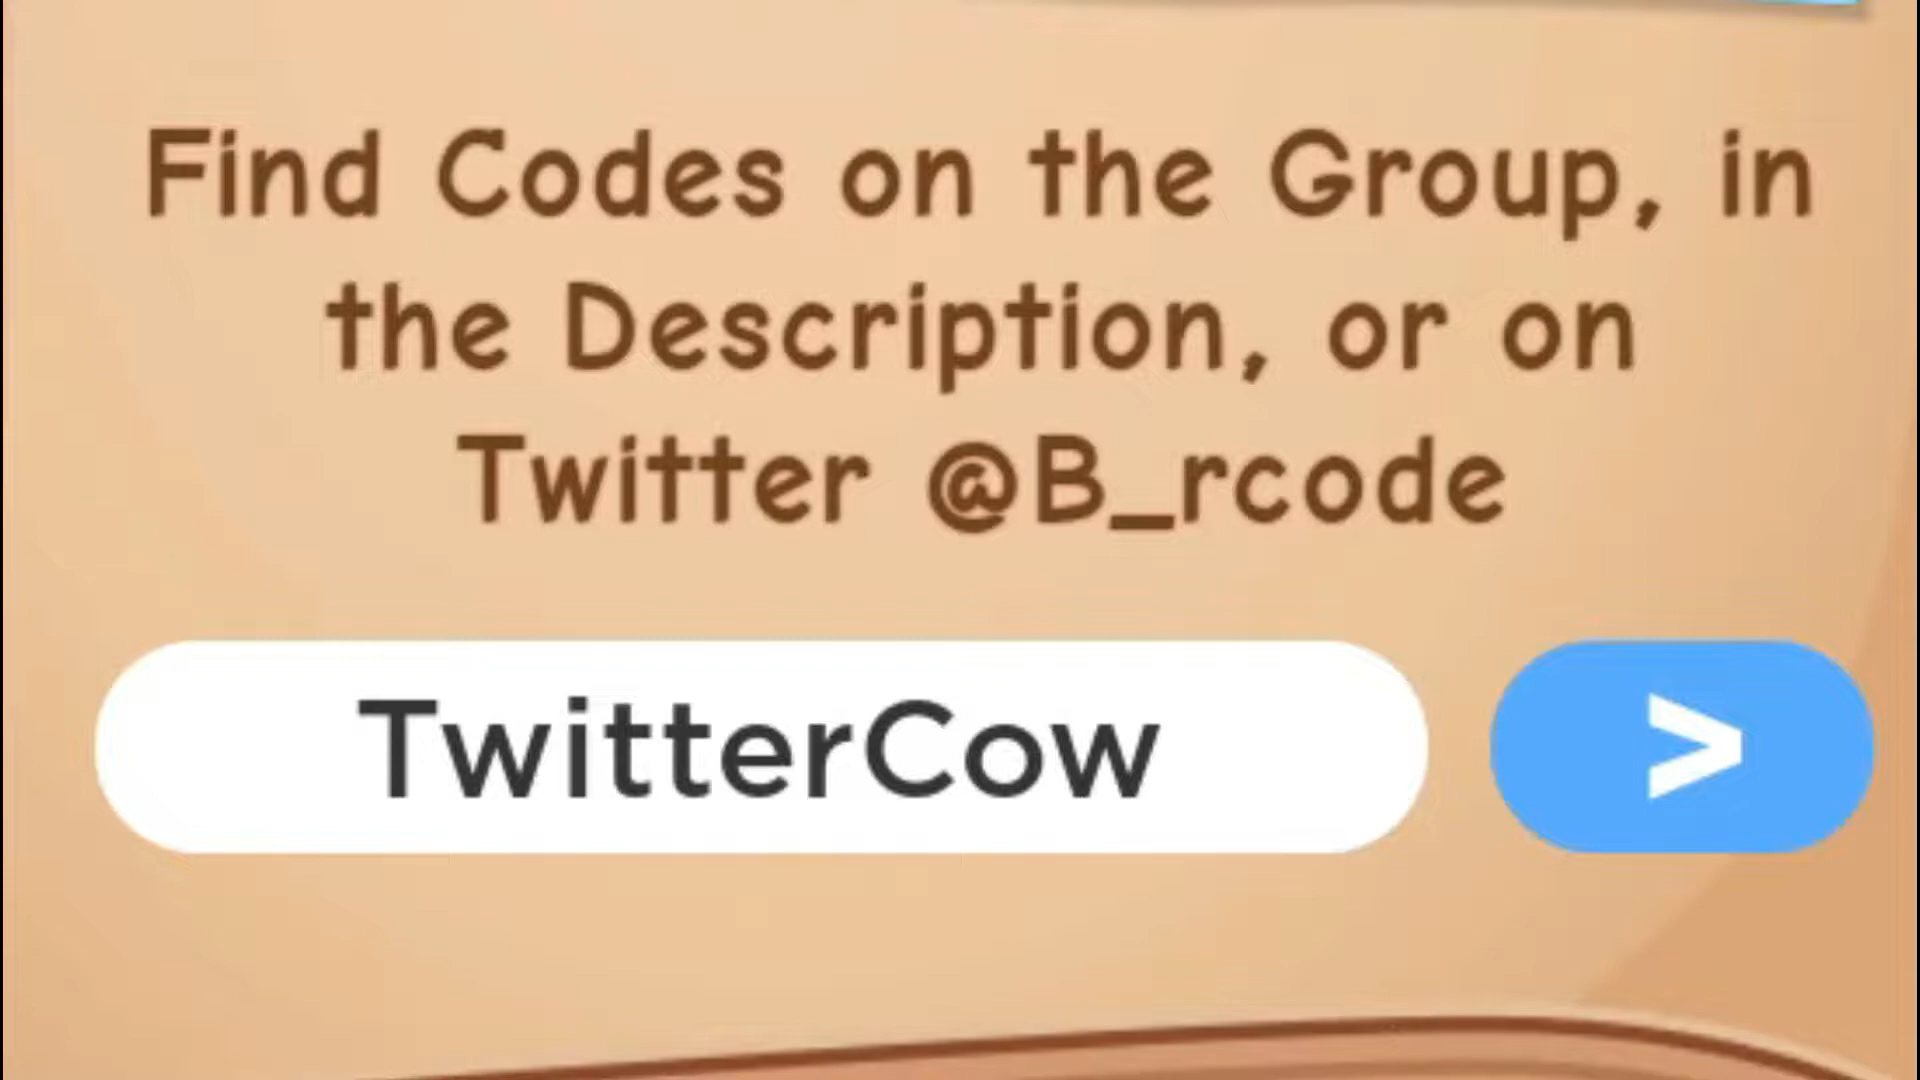 Find Codes on the Group, in
the Description, or on
Twitter @B_rcode
TwitterCow
>